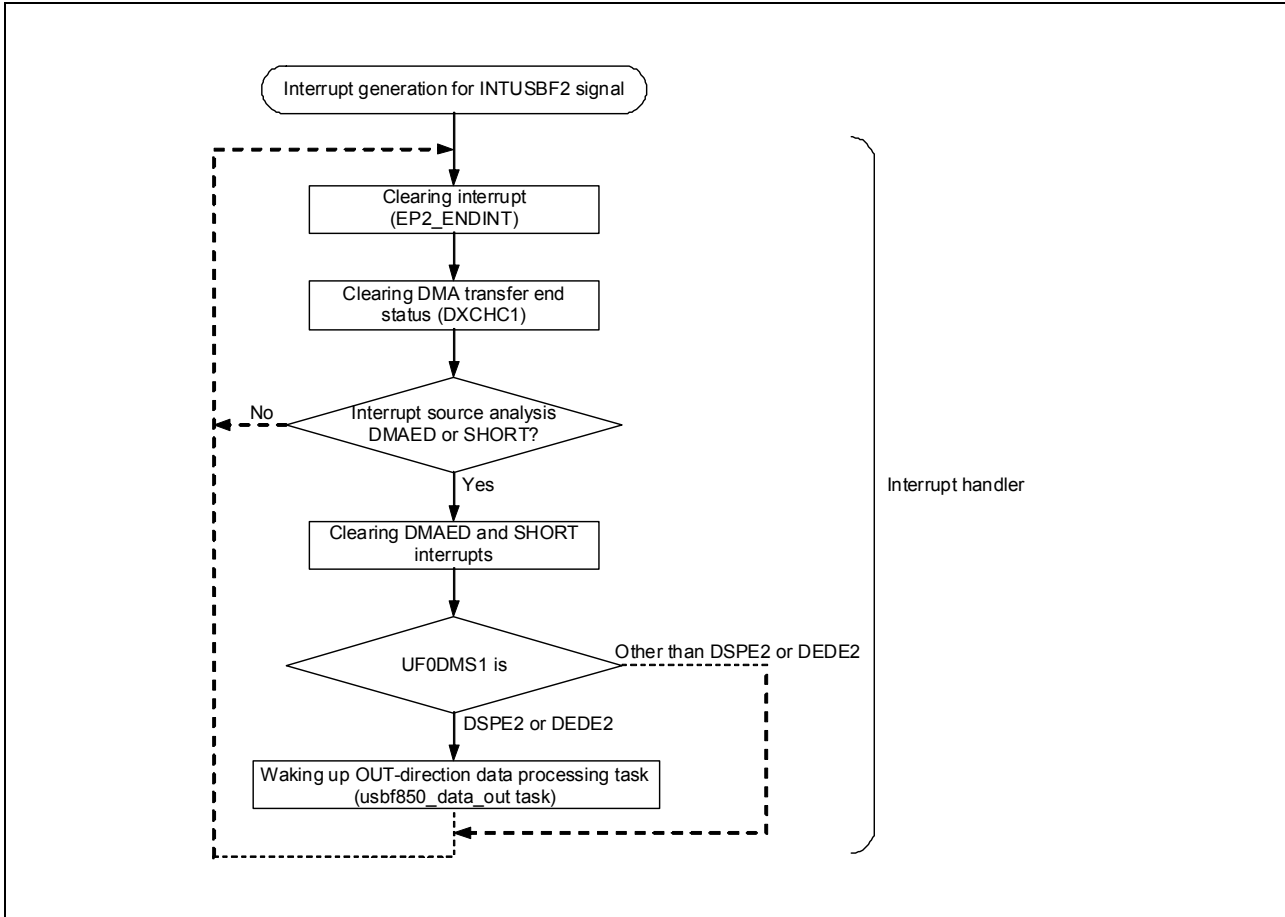 Interrupt generation for INTUSBF2 signal
Clearing interrupt
(EP2_ENDINT)
Clearing DMA transfer end
status (DXCHC1)
No
Interrupt source analysis
DMAED or SHORT?
Yes
Interrupt handler
Clearing DMAED and SHORT
interrupts
Other than DSPE2 or DEDE2
UF0DMS1 is
DSPE2 or DEDE2
Waking up OUT-direction data processing task
(usbf850_data_out task)